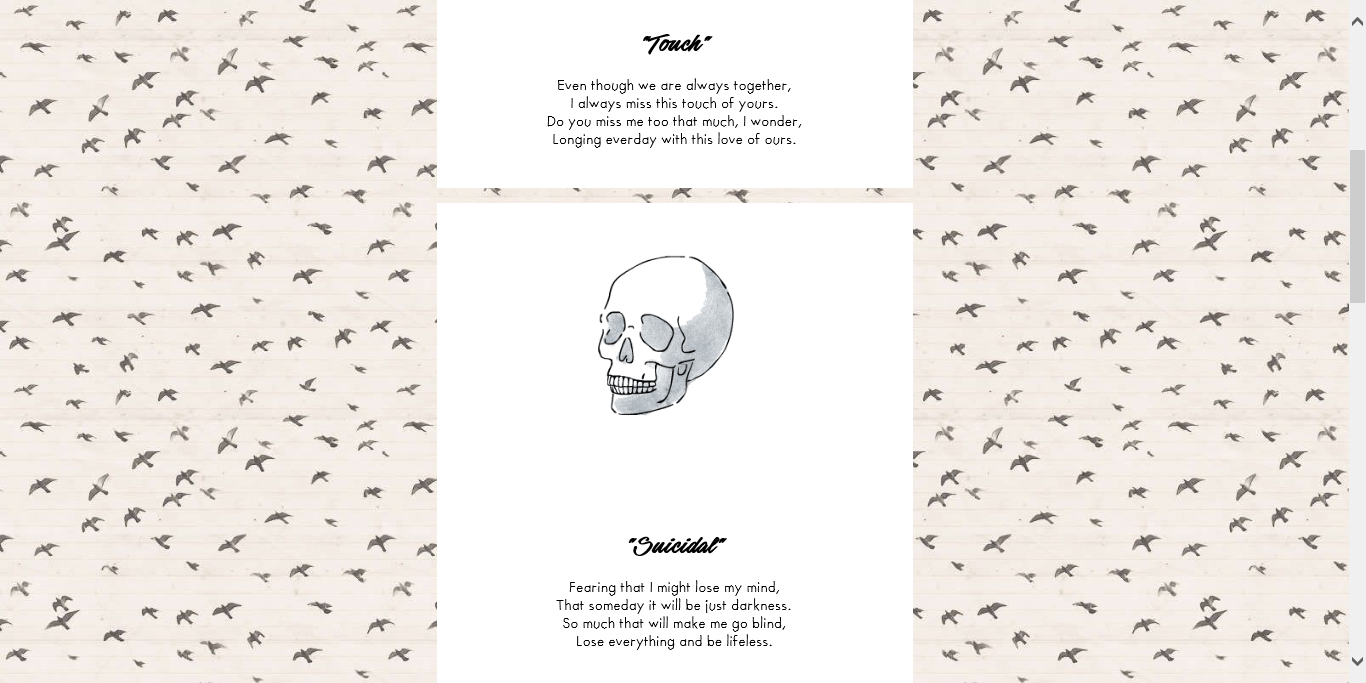 "Touch"
Even though we are always together,
I always miss this touch of yours.
Do you miss me too that much, I wonder,
Longing everday with this love of ours.
"Suicidal"
Fearing that I might lose my mind,
That someday it will be just darkness.
So much that will make me go blind,
Lose everything and be lifeless.